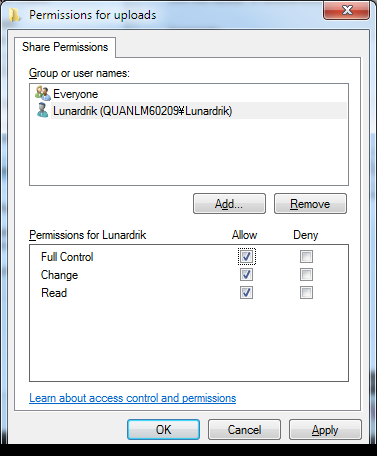 Permissions for uploads
Share Permissions
Group or user names:
Everyone
Lunardrik (QUANLM60209¥Lunardrik)
Add...
Remove
Permissions for Lunardrik Allow Deny
Full Control
Change
Read
Learn about access control and permissions
OK Cancel Apply